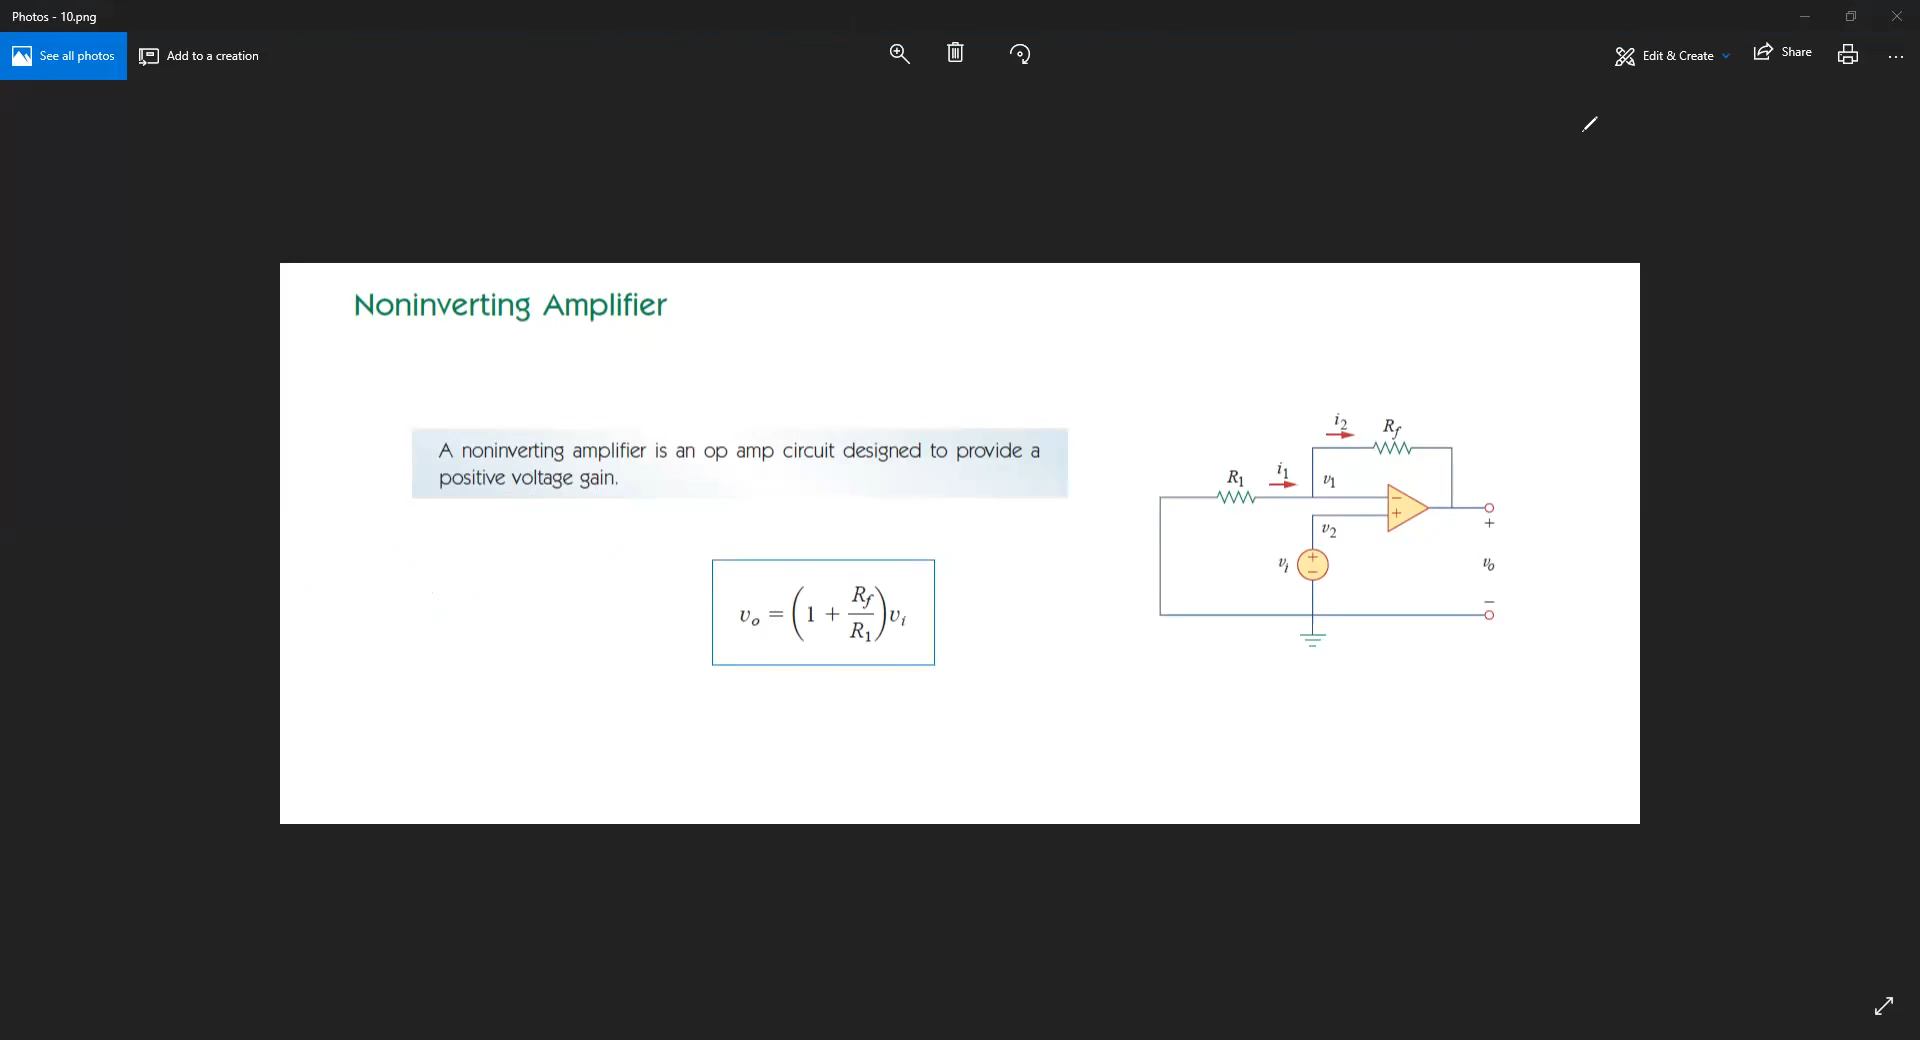 Photos - 10.png
See all photos
Add to a creation
Edit & Create
Share
Noninverting Amplifier
A noninverting amplifier is an op amp circuit designed to provide a
positive voltage gain.
v_o = (1 + R_f/R_1) v_i
i_2
R_f
R_1
i_1
v_1
−
+
v_2
+
v_i
+
−
v_o
−